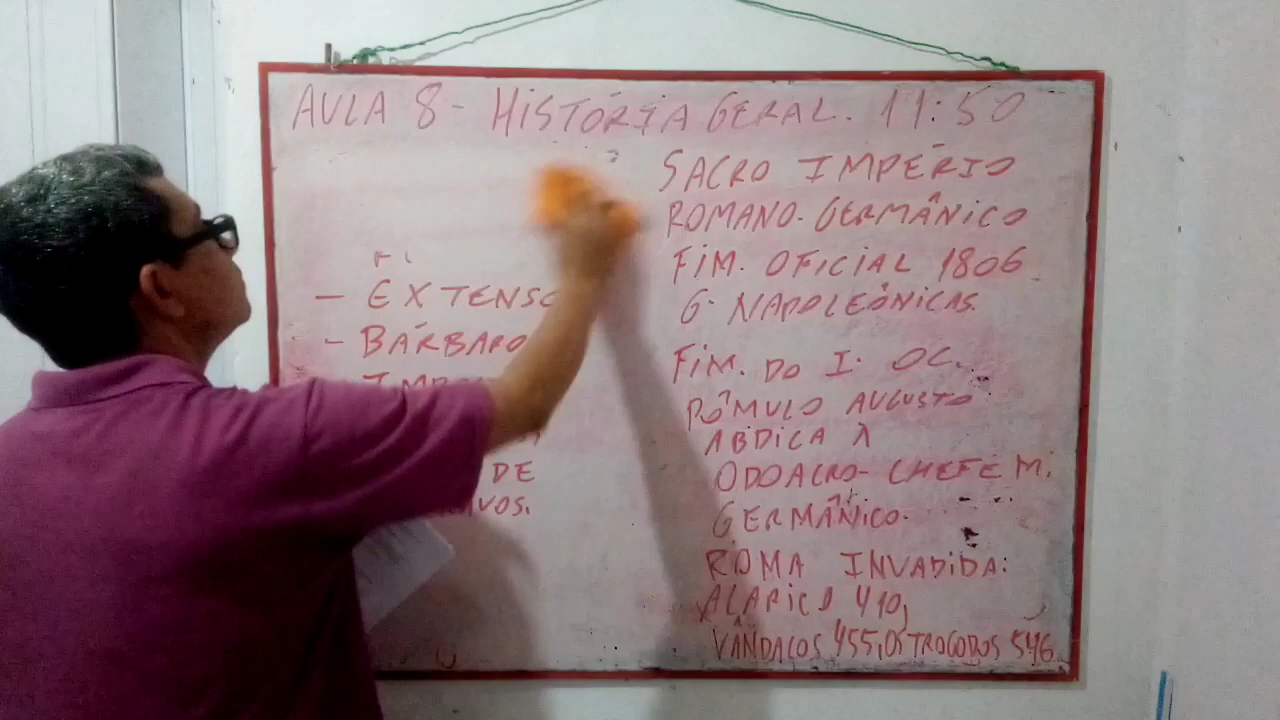 AULA 8 - HISTÓRIA GERAL. 11:50
- EXTENSO
- BÁRBARO
DE
SACRO IMPÉRIO
ROMANO-GERMÂNICO
FIM. OFICIAL 1806
G. NAPOLEÔNICAS.
FIM. DO I. OC.
RÔMULO AUGUSTO
ABDICA A
ODOACRO-CHEFE M.
GERMÂNICO.
ROMA INVADIDA:
ALARICO 410,
VÂNDALOS 455, OSTROGODOS 546